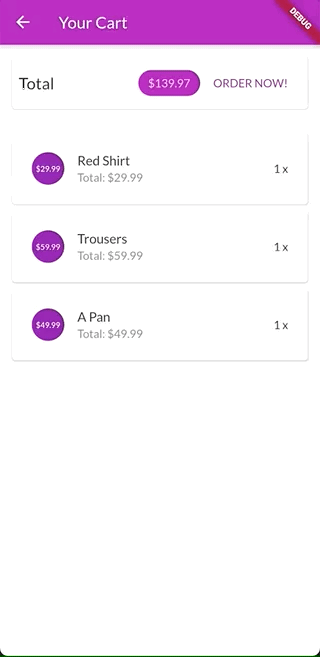 Your Cart
DEBUG
Total
$139.97
ORDER NOW!
$29.99
Red Shirt
Total: $29.99
1 x
$59.99
Trousers
Total: $59.99
1 x
$49.99
A Pan
Total: $49.99
1 x